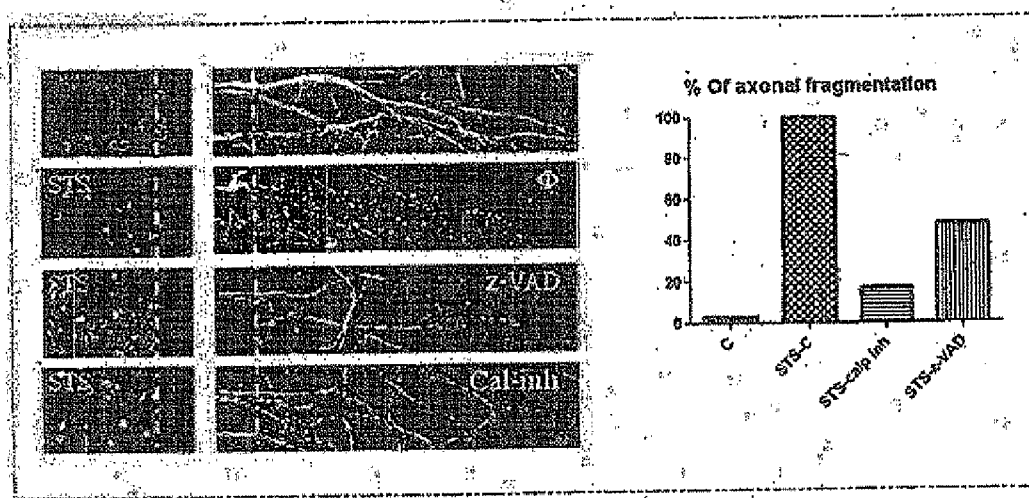 % Of axonal fragmentation
100
80
60
40
20
0
C
STS-C
STS-calp Inh
STS-z-VAD
STS
Φ
STS
z-VAD
STS
Cal-inh